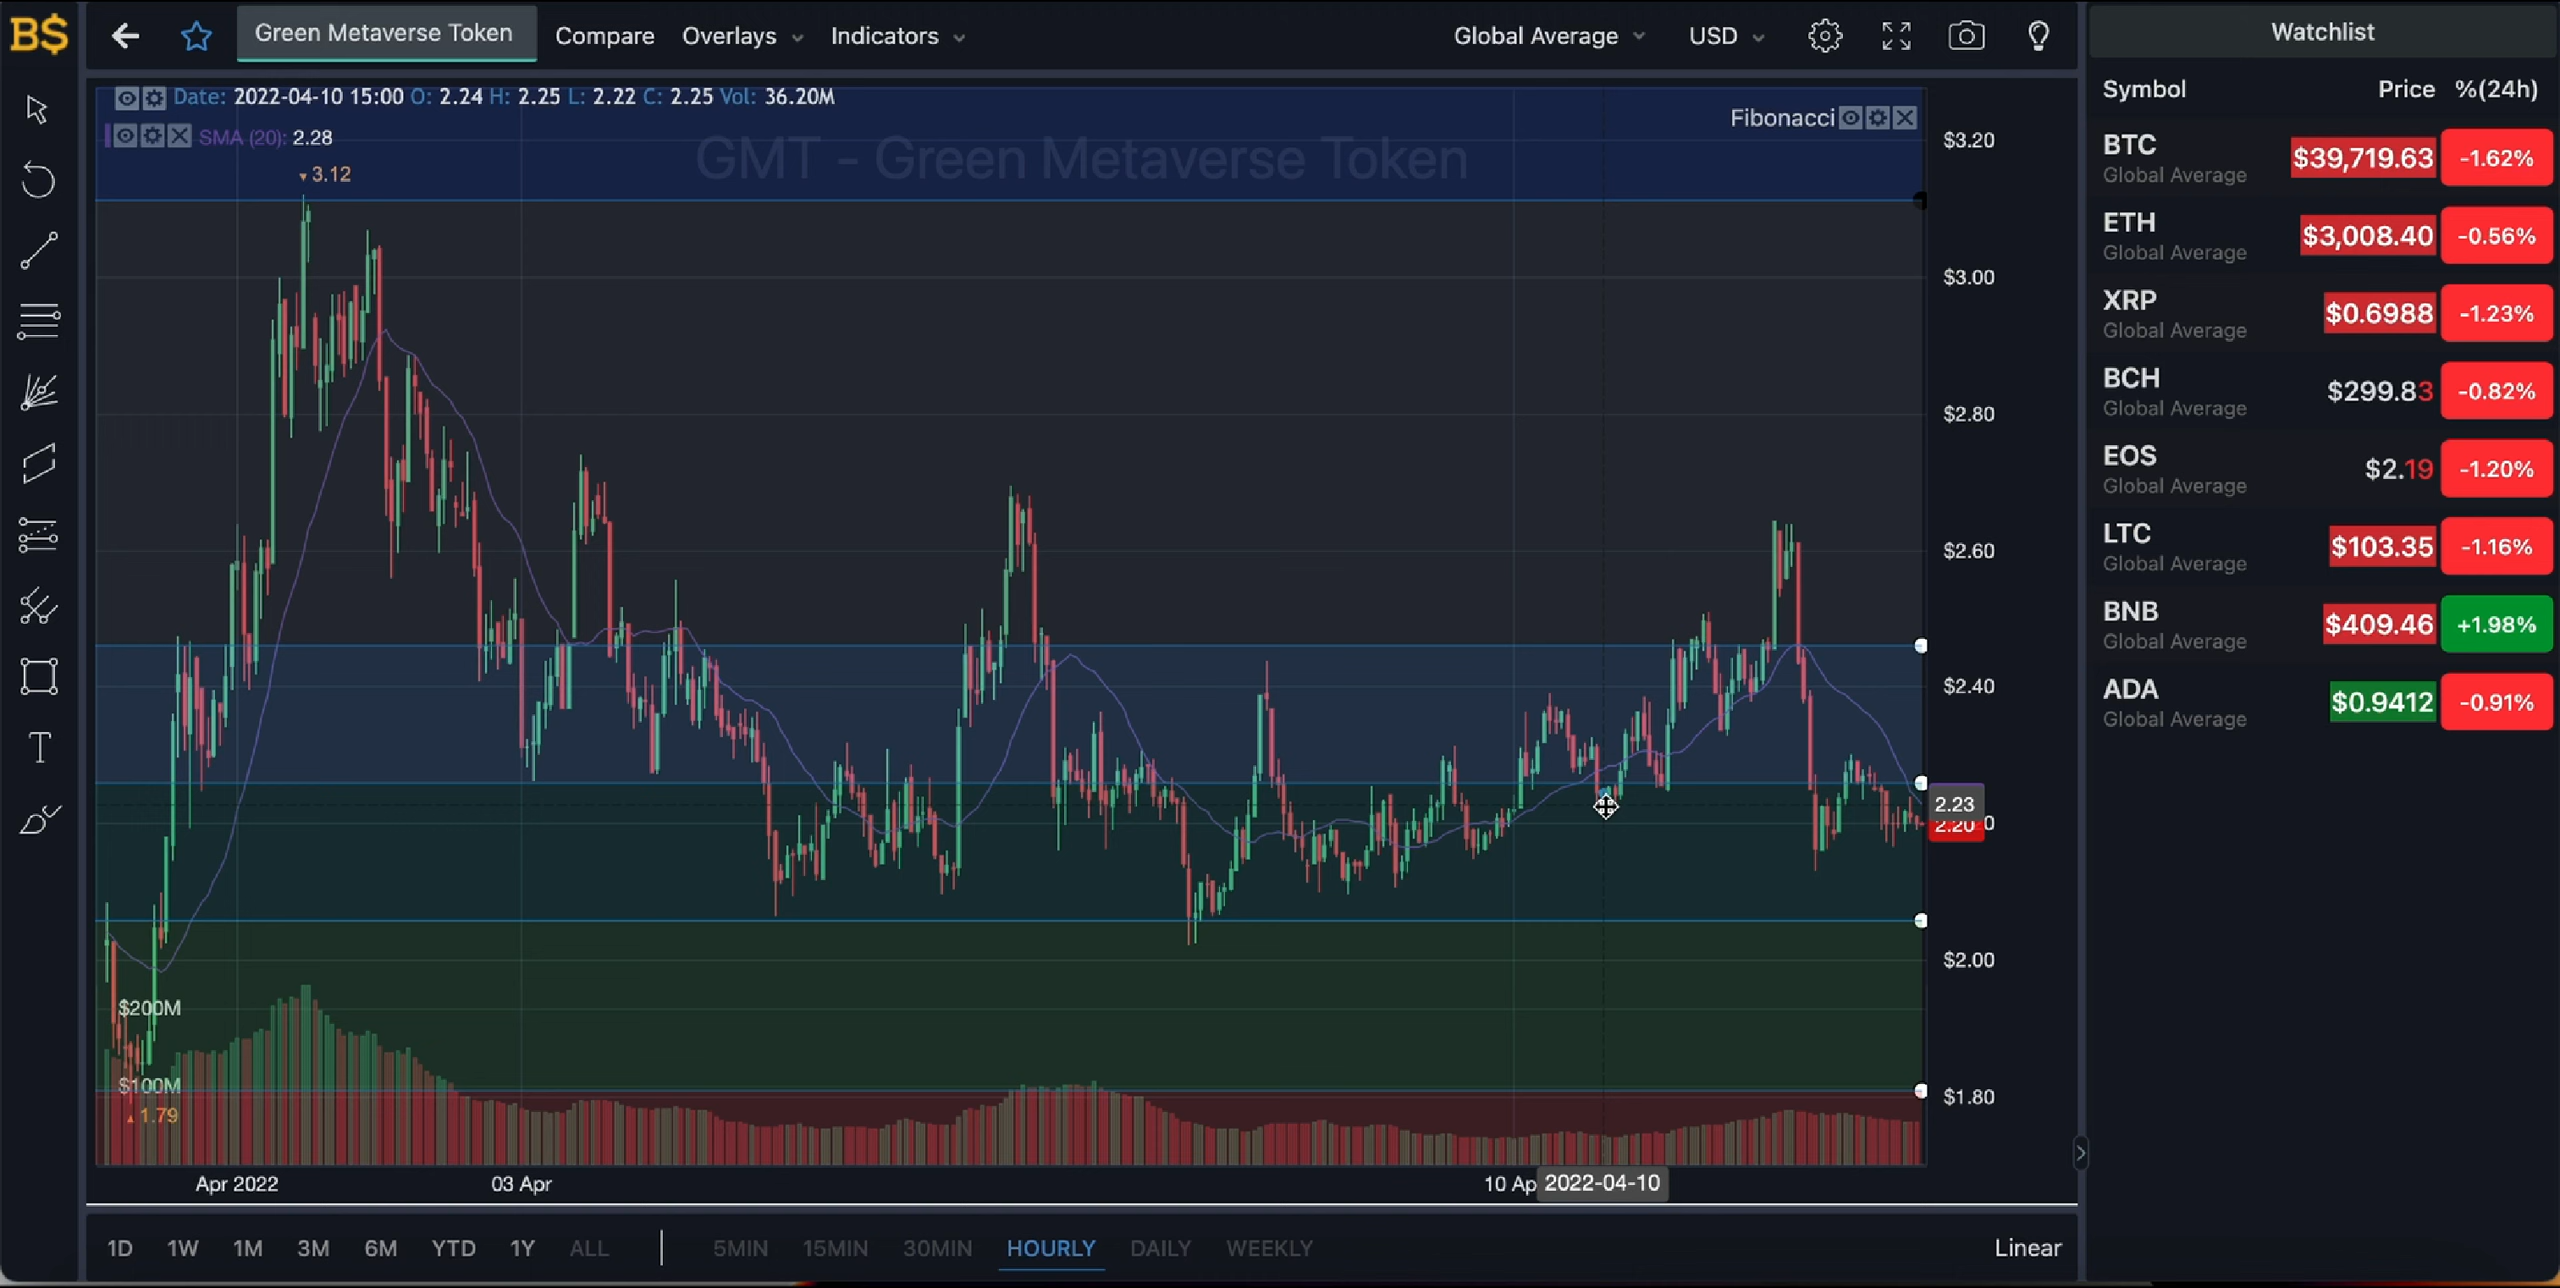 B$
Green Metaverse Token
Compare
Overlays
Indicators
Global Average
USD
Date: 2022-04-10 15:00 O: 2.24 H: 2.25 L: 2.22 C: 2.25 Vol: 36.20M
SMA (20): 2.28
Fibonacci
GMT - Green Metaverse Token
3.12
$3.20
$3.00
$2.80
$2.60
$2.40
2.23
2.20
0
$2.00
$1.80
$200M
$100M
1.79
Apr 2022
03 Apr
10 Ap
2022-04-10
1D 1W 1M 3M 6M YTD 1Y ALL
5MIN 15MIN 30MIN HOURLY DAILY WEEKLY
Linear
Watchlist
Symbol Price %(24h)
BTC $39,719.63 -1.62%
Global Average
ETH $3,008.40 -0.56%
Global Average
XRP $0.6988 -1.23%
Global Average
BCH $299.83 -0.82%
Global Average
EOS $2.19 -1.20%
Global Average
LTC $103.35 -1.16%
Global Average
BNB $409.46 +1.98%
Global Average
ADA $0.9412 -0.91%
Global Average